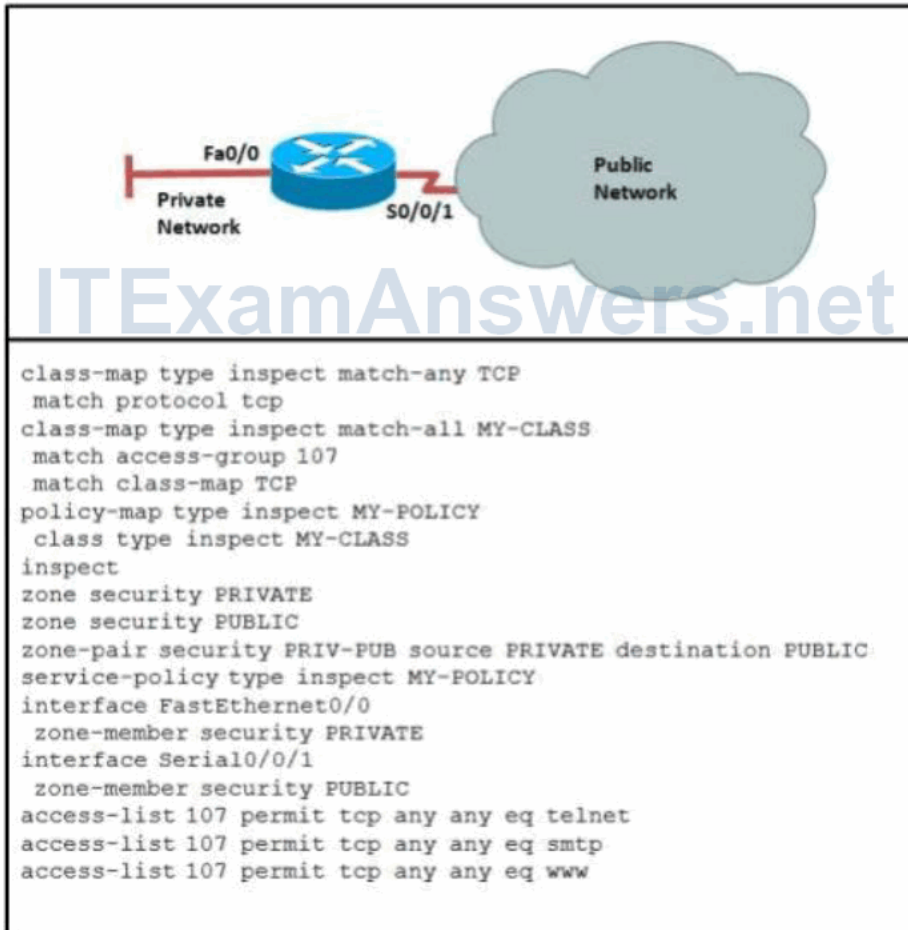 Fa0/0
Private
Network
S0/0/1
Public
Network
ITExamAnswers.net
class-map type inspect match-any TCP
match protocol tcp
class-map type inspect match-all MY-CLASS
match access-group 107
match class-map TCP
policy-map type inspect MY-POLICY
class type inspect MY-CLASS
inspect
zone security PRIVATE
zone security PUBLIC
zone-pair security PRIV-PUB source PRIVATE destination PUBLIC
service-policy type inspect MY-POLICY
interface FastEthernet0/0
zone-member security PRIVATE
interface Serial0/0/1
zone-member security PUBLIC
access-list 107 permit tcp any any eq telnet
access-list 107 permit tcp any any eq smtp
access-list 107 permit tcp any any eq www